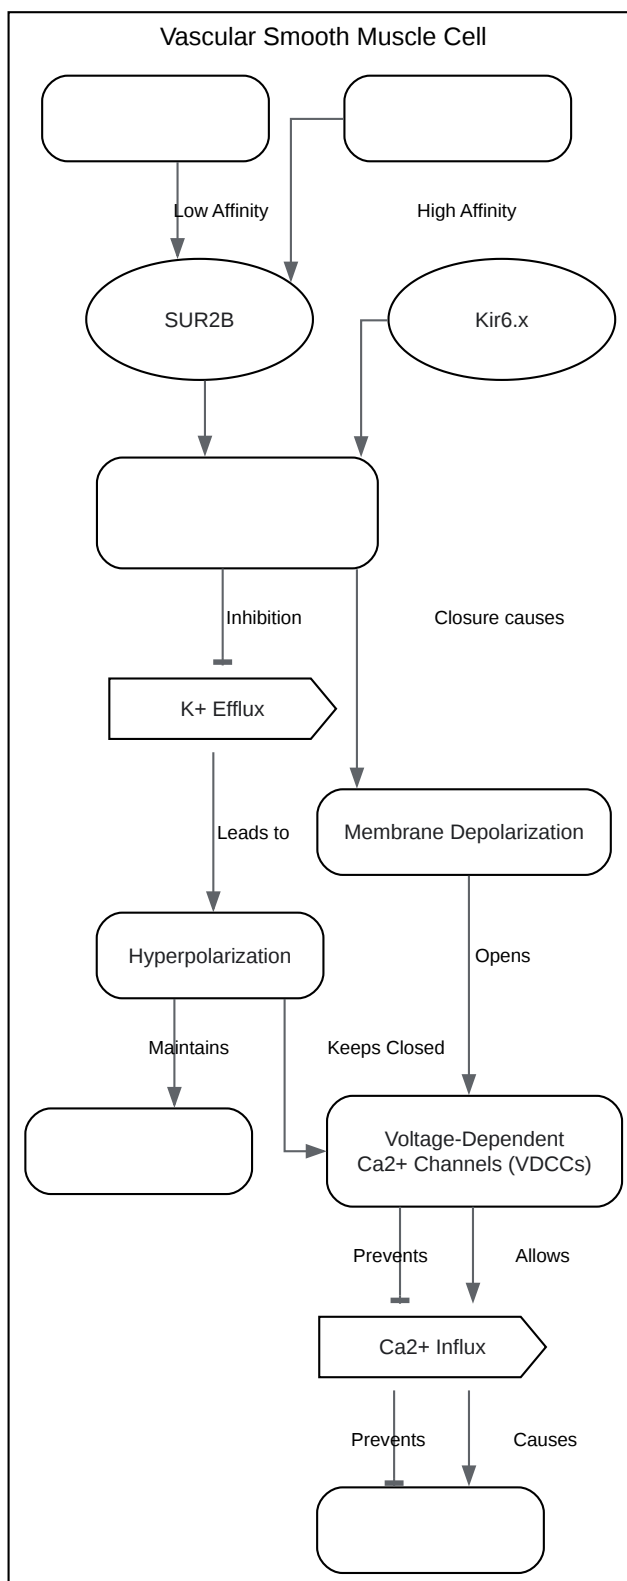 Vascular Smooth Muscle Cell
Low Affinity
High Affinity
SUR2B
Kir6.x
Inhibition
Closure causes
K+ Efflux
Leads to
Membrane Depolarization
Hyperpolarization
Opens
Maintains
Keeps Closed
Voltage-Dependent
Ca2+ Channels (VDCCs)
Prevents
Allows
Ca2+ Influx
Prevents
Causes